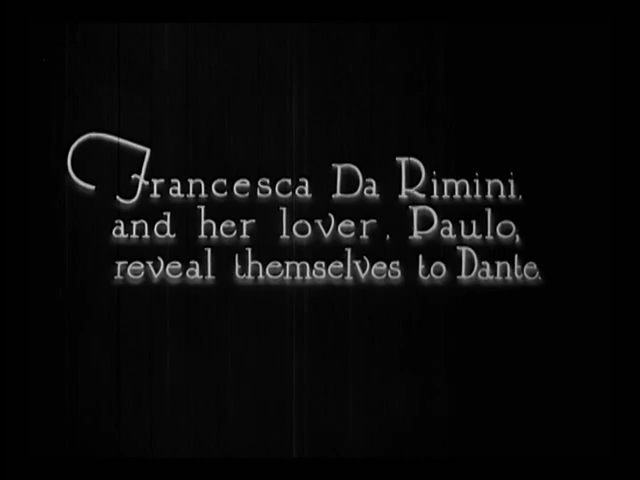 Francesca Da Rimini,
and her lover, Paulo,
reveal themselves to Dante.